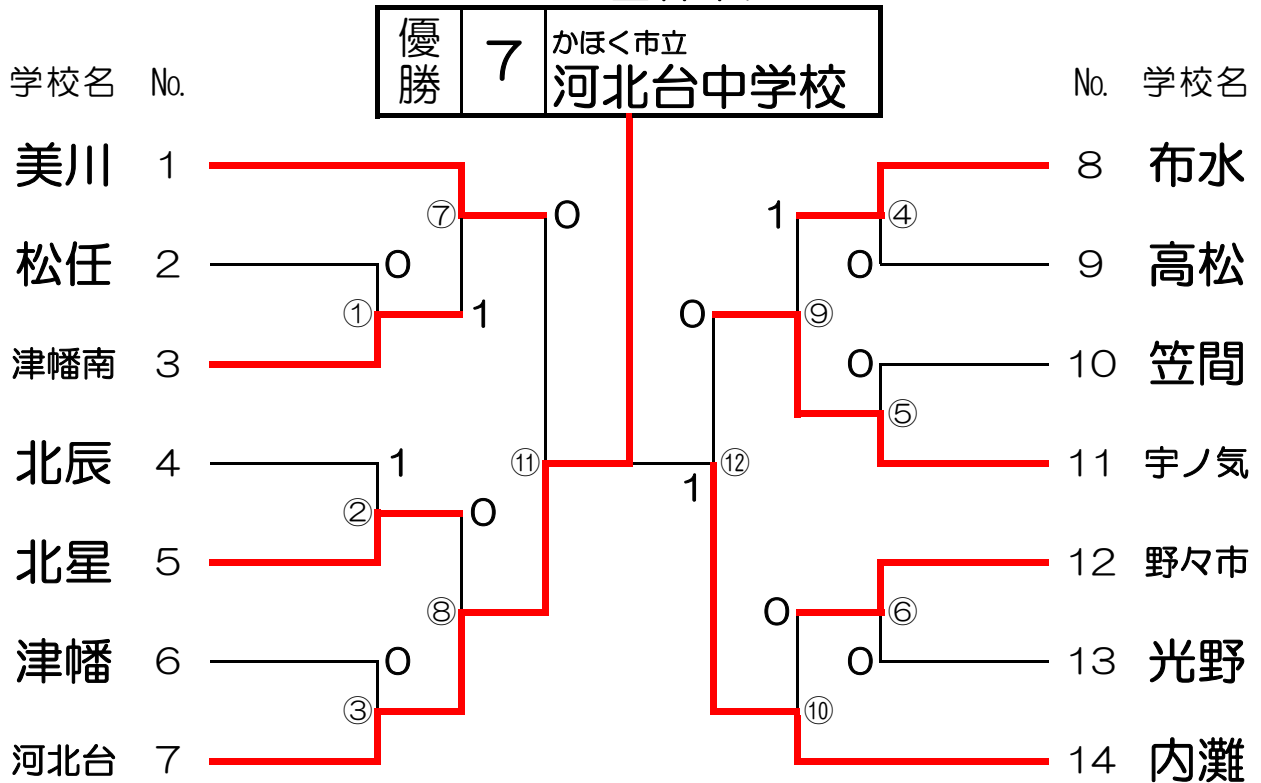 優勝 7 かほく市立
河北台中学校
学校名 No.
No. 学校名
美川 1
8 布水
⑦ 0
1 ④
松任 2 0
0 9 高松
① 1
0 ⑨
津幡南 3
0 10 笠間
⑤
北辰 4 1
⑪
⑫
11 宇ノ気
1
② 0
北星 5
12 野々市
⑧
0 ⑥
津幡 6 0
0 13 光野
③
⑩
河北台 7
14 内灘